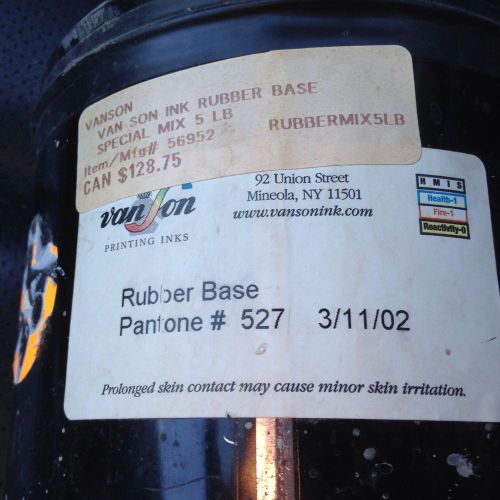 VANSON
VAN SON INK RUBBER BASE
SPECIAL MIX 5 LB
Item/Mfg# 56952 RUBBERMIX5LB
CAN $128.75
92 Union Street
Mineola, NY 11501
www.vansonink.com
van Son
PRINTING INKS
H M I S
Health-1
Fire-1
Reactivity-0
Rubber Base
Pantone # 527 3/11/02
Prolonged skin contact may cause minor skin irritation.